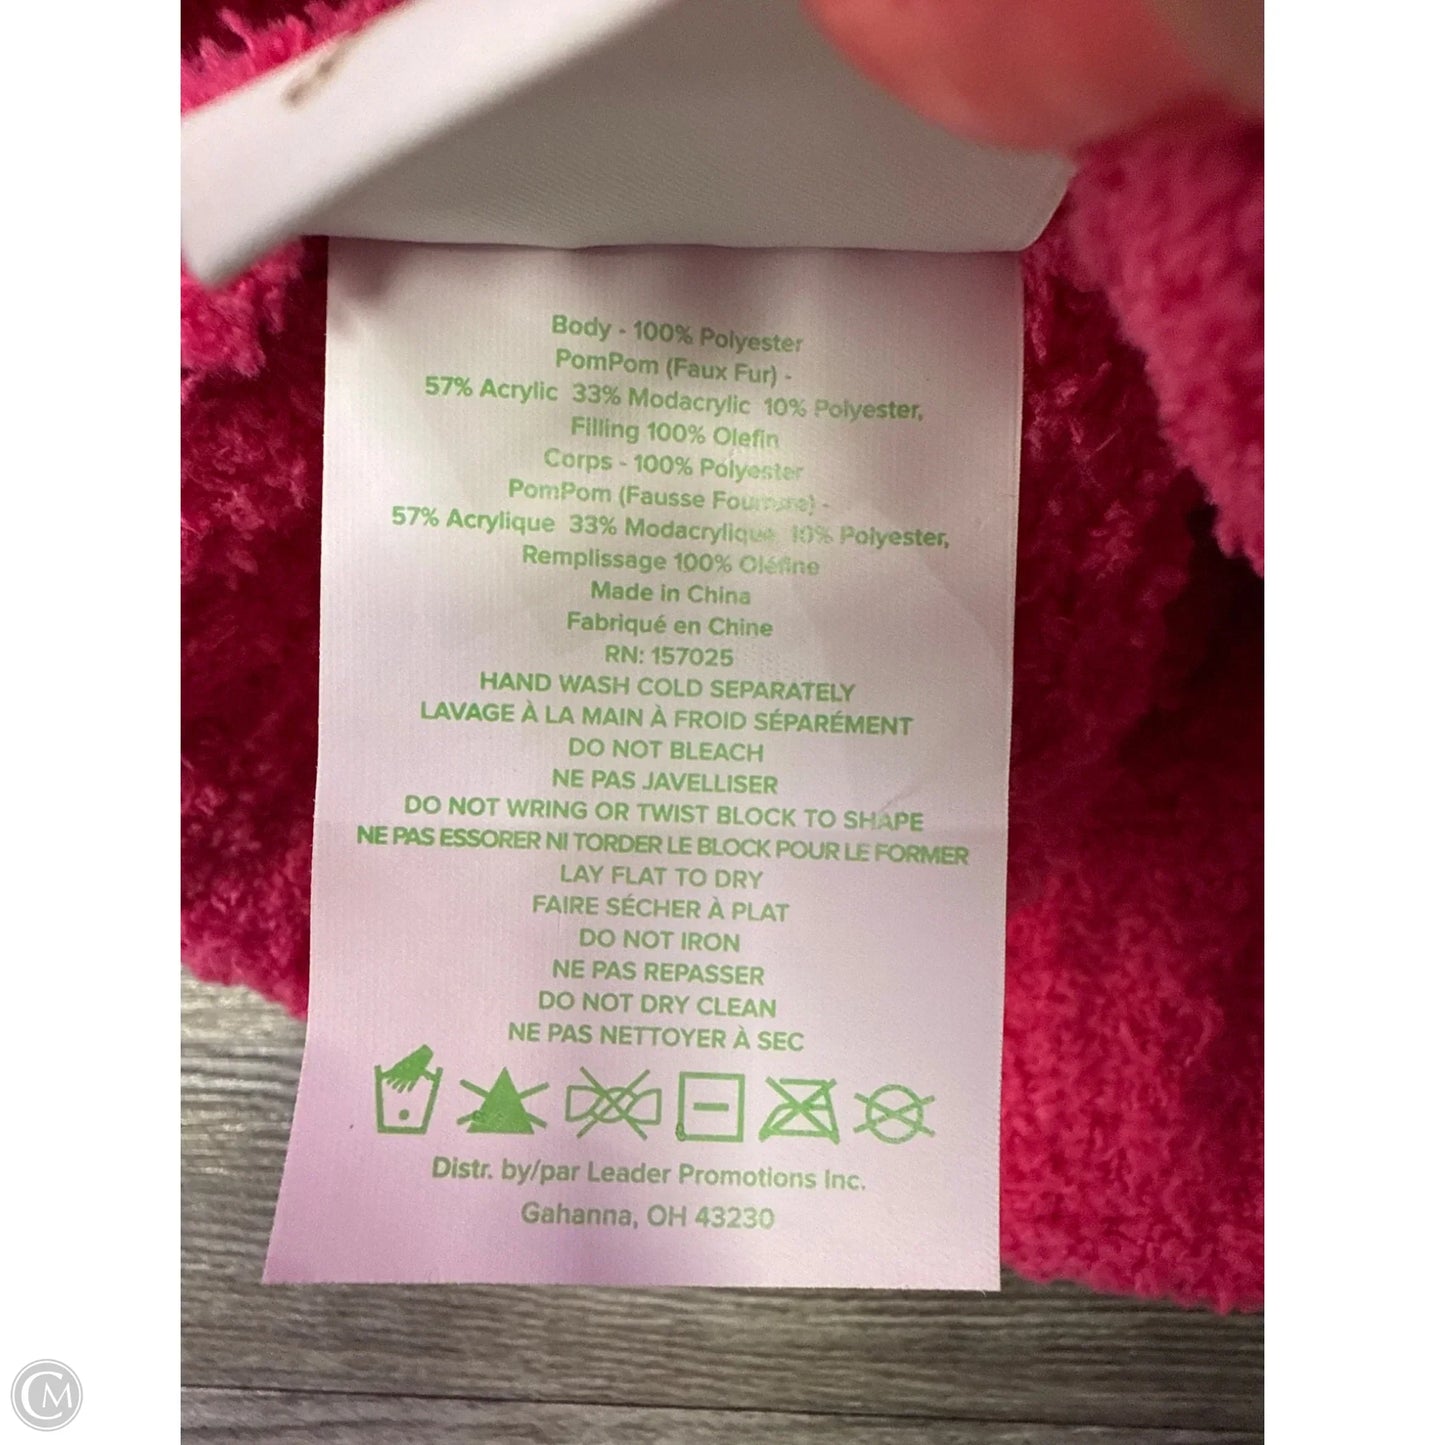 Body - 100% Polyester
PomPom (Faux Fur) -
57% Acrylic 33% Modacrylic 10% Polyester,
Filling 100% Olefin
Corps - 100% Polyester
PomPom (Fausse Fourrure) -
57% Acrylique 33% Modacrylique 10% Polyester,
Remplissage 100% Oléfine
Made in China
Fabriqué en Chine
RN: 157025
HAND WASH COLD SEPARATELY
LAVAGE À LA MAIN À FROID SÉPARÉMENT
DO NOT BLEACH
NE PAS JAVELLISER
DO NOT WRING OR TWIST BLOCK TO SHAPE
NE PAS ESSORER NI TORDER LE BLOCK POUR LE FORMER
LAY FLAT TO DRY
FAIRE SÉCHER À PLAT
DO NOT IRON
NE PAS REPASSER
DO NOT DRY CLEAN
NE PAS NETTOYER À SEC
Distr. by/par Leader Promotions Inc.
Gahanna, OH 43230
CM